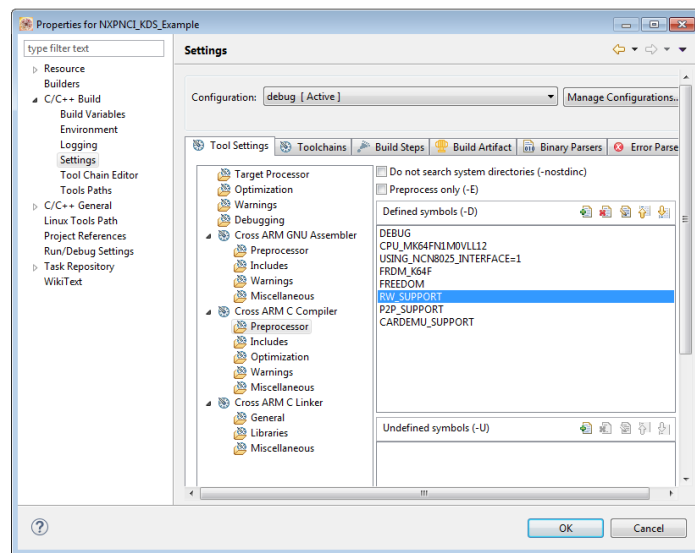 Properties for NXPNCI_KDS_Example
type filter text
Resource
Builders
C/C++ Build
Build Variables
Environment
Logging
Settings
Tool Chain Editor
Tools Paths
C/C++ General
Linux Tools Path
Project References
Run/Debug Settings
Task Repository
WikiText
Settings
Configuration: debug [ Active ] Manage Configurations..
Tool Settings Toolchains Build Steps Build Artifact Binary Parsers Error Parse
Target Processor
Optimization
Warnings
Debugging
Cross ARM GNU Assembler
Preprocessor
Includes
Warnings
Miscellaneous
Cross ARM C Compiler
Preprocessor
Includes
Optimization
Warnings
Miscellaneous
Cross ARM C Linker
General
Libraries
Miscellaneous
Do not search system directories (-nostdinc)
Preprocess only (-E)
Defined symbols (-D)
DEBUG
CPU_MK64FN1M0VLL12
USING_NCN8025_INTERFACE=1
FRDM_K64F
FREEDOM
RW_SUPPORT
P2P_SUPPORT
CARDEMU_SUPPORT
Undefined symbols (-U)
OK Cancel